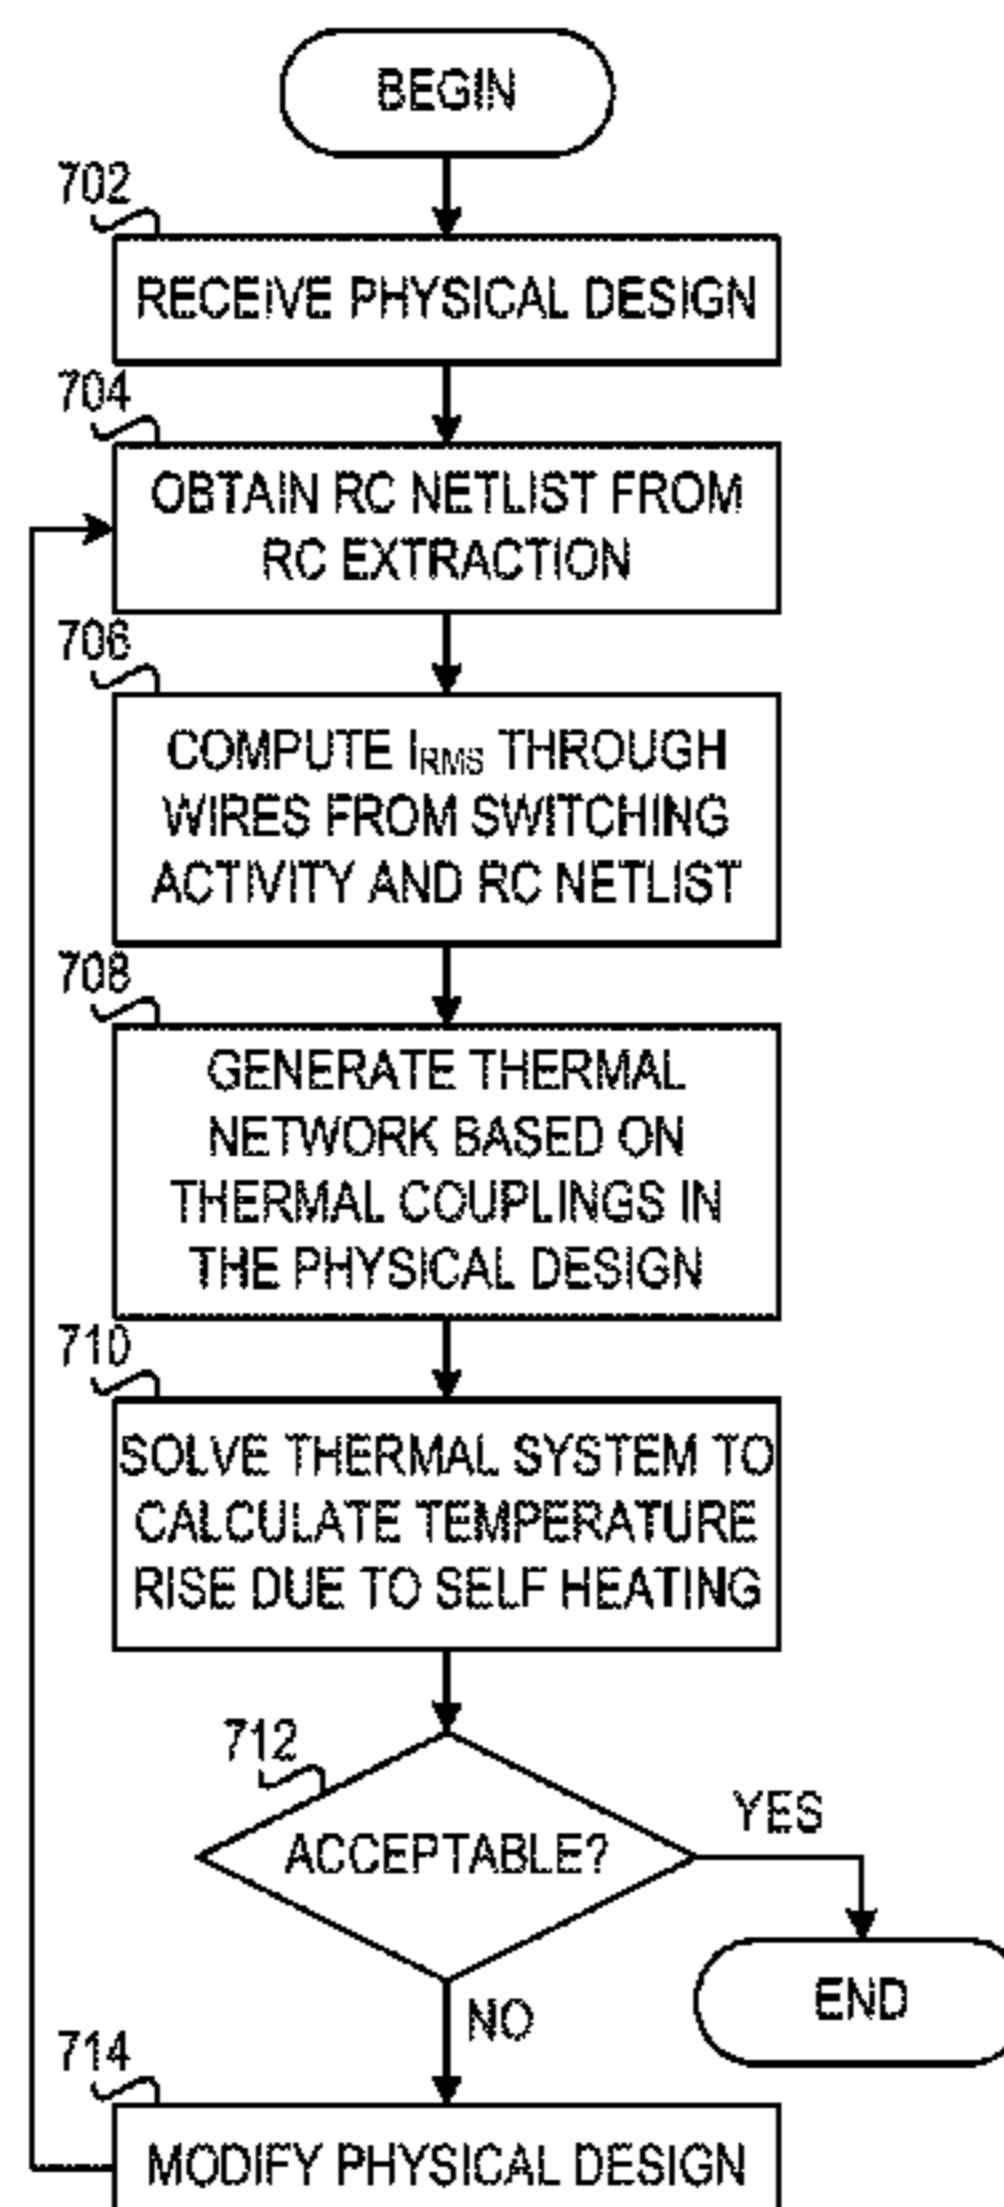 BEGIN
702
RECEIVE PHYSICAL DESIGN
704
OBTAIN RC NETLIST FROM
RC EXTRACTION
706
COMPUTE IRMS THROUGH
WIRES FROM SWITCHING
ACTIVITY AND RC NETLIST
708
GENERATE THERMAL
NETWORK BASED ON
THERMAL COUPLINGS IN
THE PHYSICAL DESIGN
710
SOLVE THERMAL SYSTEM TO
CALCULATE TEMPERATURE
RISE DUE TO SELF HEATING
712
ACCEPTABLE?
YES
END
NO
714
MODIFY PHYSICAL DESIGN